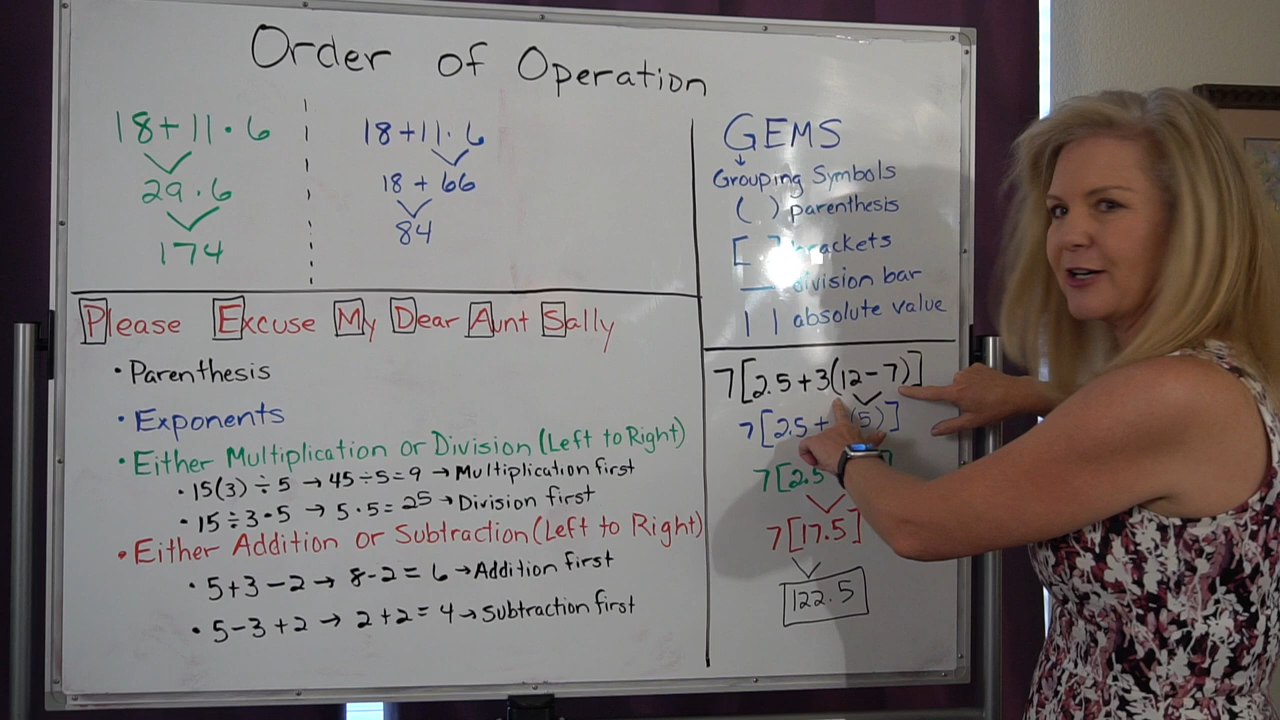 Order of Operation
18+11·6
29·6
174
18+11·6
18+66
84
GEMS
Grouping Symbols
( ) parenthesis
[ ] brackets
— division bar
| | absolute value
Please Excuse My Dear Aunt Sally
·Parenthesis
·Exponents
·Either Multiplication or Division (Left to Right)
·15(3)÷5→45÷5=9→Multiplication first
·15÷3·5→5·5=25→Division first
·Either Addition or Subtraction (Left to Right)
·5+3-2→8-2=6→Addition first
·5-3+2→2+2=4→Subtraction first
7[2.5+3(12-7)]
7[2.5+ (5)]
7[2.5 ]
7[17.5]
122.5